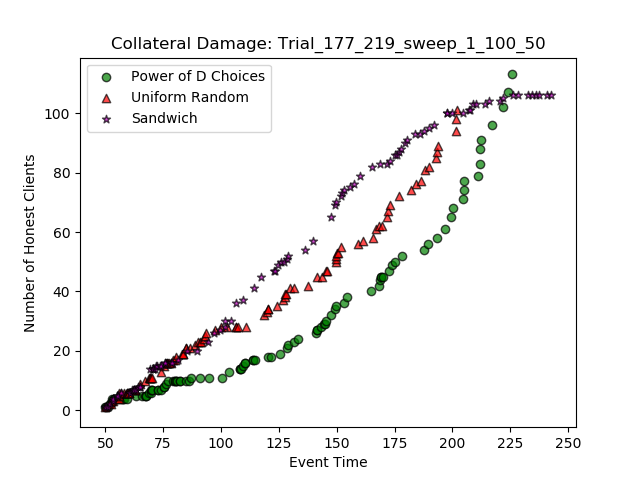 Collateral Damage: Trial_177_219_sweep_1_100_50
Power of D Choices
Uniform Random
Sandwich
Number of Honest Clients
100
80
60
40
20
0
50
75
100
125
150
175
200
225
250
Event Time